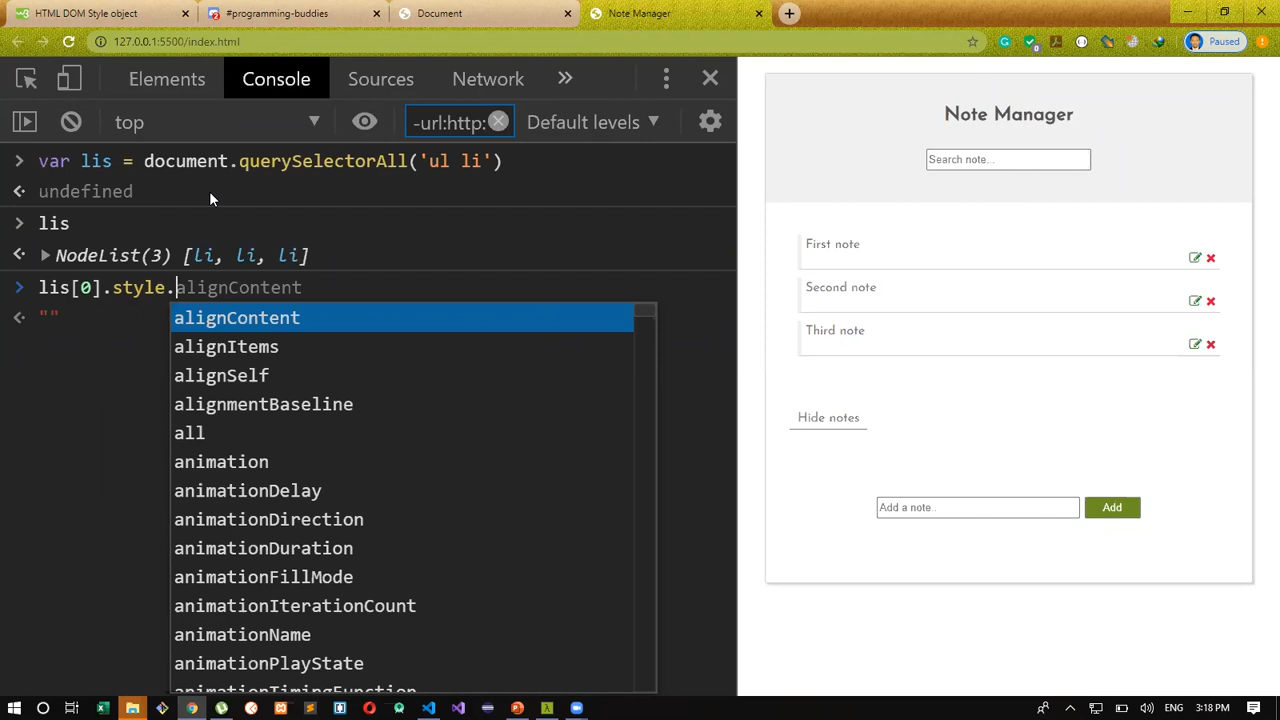 HTML DOM Style object
#programming-buddies
Document
Note Manager
127.0.0.1:5500/index.html
Paused
Elements
Console
Sources
Network
top
-url:http:
Default levels
var lis = document.querySelectorAll('ul li')
undefined
lis
NodeList(3) [li, li, li]
lis[0].style.alignContent
""
alignContent
alignItems
alignSelf
alignmentBaseline
all
animation
animationDelay
animationDirection
animationDuration
animationFillMode
animationIterationCount
animationName
animationPlayState
animationTimingFunction
Note Manager
Search note...
First note
Second note
Third note
Hide notes
Add a note..
Add
ENG
3:18 PM